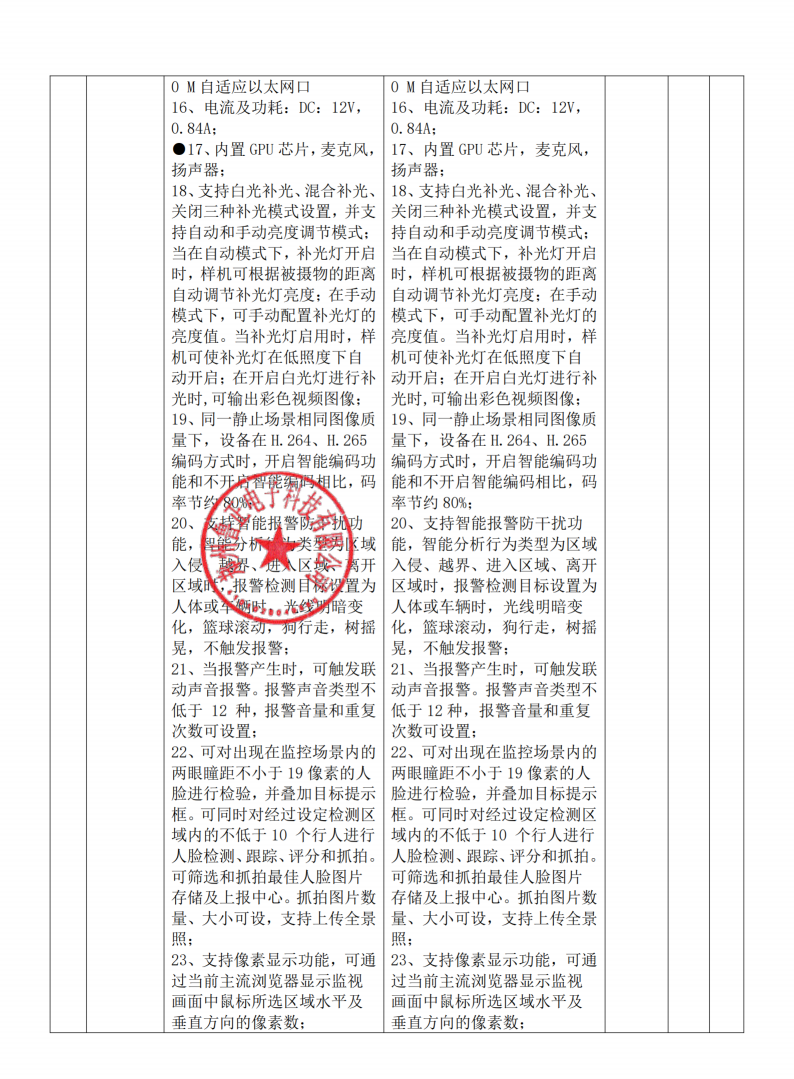 0 M自适应以太网口
16、电流及功耗：DC：12V，
0.84A；
●17、内置GPU芯片，麦克风，
扬声器；
18、支持白光补光、混合补光、
关闭三种补光模式设置，并支
持自动和手动亮度调节模式；
当在自动模式下，补光灯开启
时，样机可根据被摄物的距离
自动调节补光灯亮度；在手动
模式下，可手动配置补光灯的
亮度值。当补光灯启用时，样
机可使补光灯在低照度下自
动开启；在开启白光灯进行补
光时,可输出彩色视频图像；
19、同一静止场景相同图像质
量下，设备在H.264、H.265
编码方式时，开启智能编码功
能和不开启智能编码相比，码
率节约80%；
20、支持智能报警防干扰功
能，智能分析行为类型为区域
入侵、越界、进入区域、离开
区域时，报警检测目标设置为
人体或车辆时，光线明暗变
化，篮球滚动，狗行走，树摇
晃，不触发报警；
21、当报警产生时，可触发联
动声音报警。报警声音类型不
低于 12 种，报警音量和重复
次数可设置；
22、可对出现在监控场景内的
两眼瞳距不小于19像素的人
脸进行检验，并叠加目标提示
框。可同时对经过设定检测区
域内的不低于10 个行人进行
人脸检测、跟踪、评分和抓拍。
可筛选和抓拍最佳人脸图片
存储及上报中心。抓拍图片数
量、大小可设，支持上传全景
照；
23、支持像素显示功能，可通
过当前主流浏览器显示监视
画面中鼠标所选区域水平及
垂直方向的像素数；
0 M自适应以太网口
16、电流及功耗：DC：12V，
0.84A；
17、内置GPU芯片，麦克风，
扬声器；
18、支持白光补光、混合补光、
关闭三种补光模式设置，并支
持自动和手动亮度调节模式；
当在自动模式下，补光灯开启
时，样机可根据被摄物的距离
自动调节补光灯亮度；在手动
模式下，可手动配置补光灯的
亮度值。当补光灯启用时，样
机可使补光灯在低照度下自
动开启；在开启白光灯进行补
光时,可输出彩色视频图像；
19、同一静止场景相同图像质
量下，设备在H.264、H.265
编码方式时，开启智能编码功
能和不开启智能编码相比，码
率节约80%；
20、支持智能报警防干扰功
能，智能分析行为类型为区域
入侵、越界、进入区域、离开
区域时，报警检测目标设置为
人体或车辆时，光线明暗变
化，篮球滚动，狗行走，树摇
晃，不触发报警；
21、当报警产生时，可触发联
动声音报警。报警声音类型不
低于12种，报警音量和重复
次数可设置；
22、可对出现在监控场景内的
两眼瞳距不小于19像素的人
脸进行检验，并叠加目标提示
框。可同时对经过设定检测区
域内的不低于10 个行人进行
人脸检测、跟踪、评分和抓拍。
可筛选和抓拍最佳人脸图片
存储及上报中心。抓拍图片数
量、大小可设，支持上传全景
照；
23、支持像素显示功能，可通
过当前主流浏览器显示监视
画面中鼠标所选区域水平及
垂直方向的像素数；
电子科技有限公司